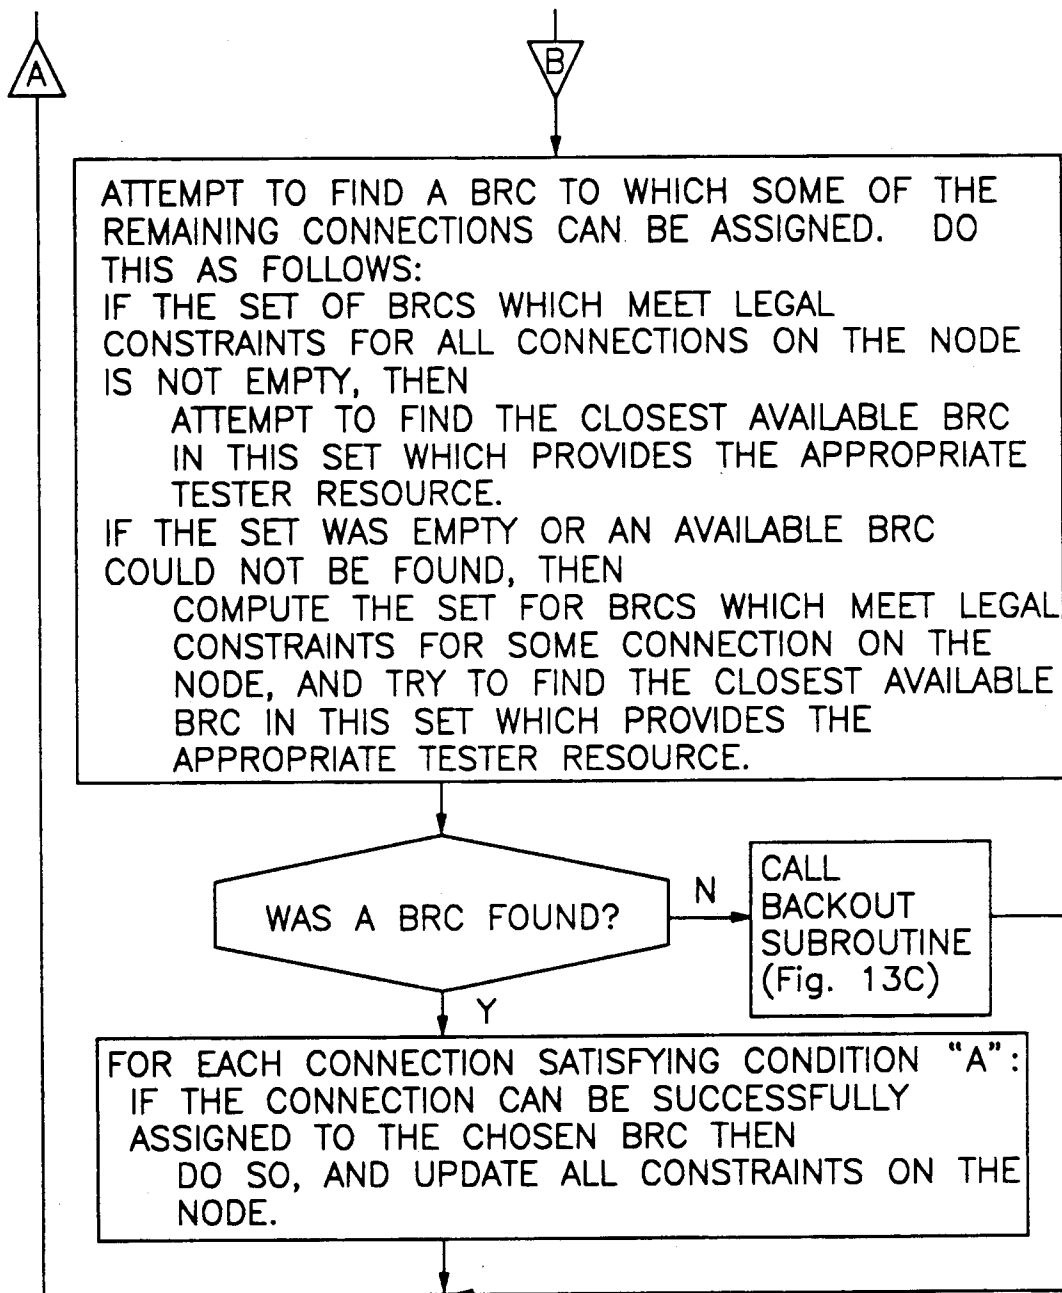 A
B
ATTEMPT TO FIND A BRC TO WHICH SOME OF THE
REMAINING CONNECTIONS CAN BE ASSIGNED. DO
THIS AS FOLLOWS:
IF THE SET OF BRCS WHICH MEET LEGAL
CONSTRAINTS FOR ALL CONNECTIONS ON THE NODE
IS NOT EMPTY, THEN
ATTEMPT TO FIND THE CLOSEST AVAILABLE BRC
IN THIS SET WHICH PROVIDES THE APPROPRIATE
TESTER RESOURCE.
IF THE SET WAS EMPTY OR AN AVAILABLE BRC
COULD NOT BE FOUND, THEN
COMPUTE THE SET FOR BRCS WHICH MEET LEGAL
CONSTRAINTS FOR SOME CONNECTION ON THE
NODE, AND TRY TO FIND THE CLOSEST AVAILABLE
BRC IN THIS SET WHICH PROVIDES THE
APPROPRIATE TESTER RESOURCE.
WAS A BRC FOUND?
N
CALL
BACKOUT
SUBROUTINE
(Fig. 13C)
Y
FOR EACH CONNECTION SATISFYING CONDITION "A":
IF THE CONNECTION CAN BE SUCCESSFULLY
ASSIGNED TO THE CHOSEN BRC THEN
DO SO, AND UPDATE ALL CONSTRAINTS ON THE
NODE.